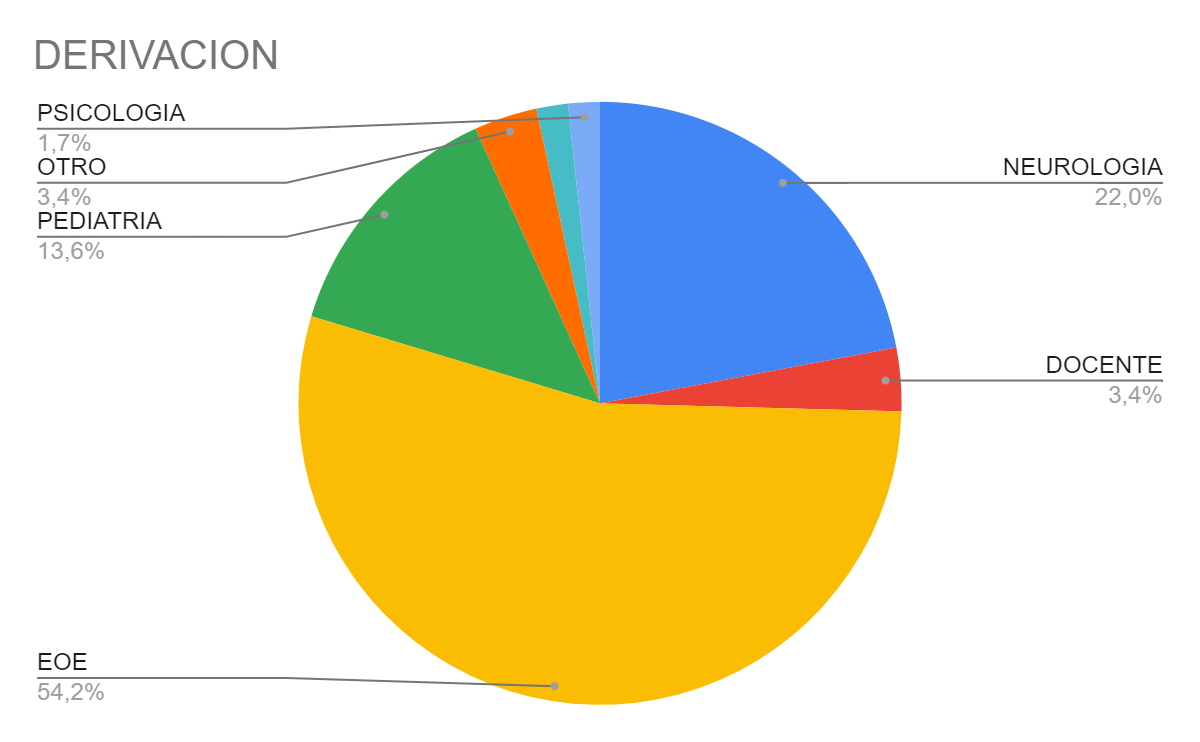 DERIVACION
PSICOLOGIA
1,7%
OTRO
3,4%
PEDIATRIA
13,6%
NEUROLOGIA
22,0%
DOCENTE
3,4%
EOE
54,2%